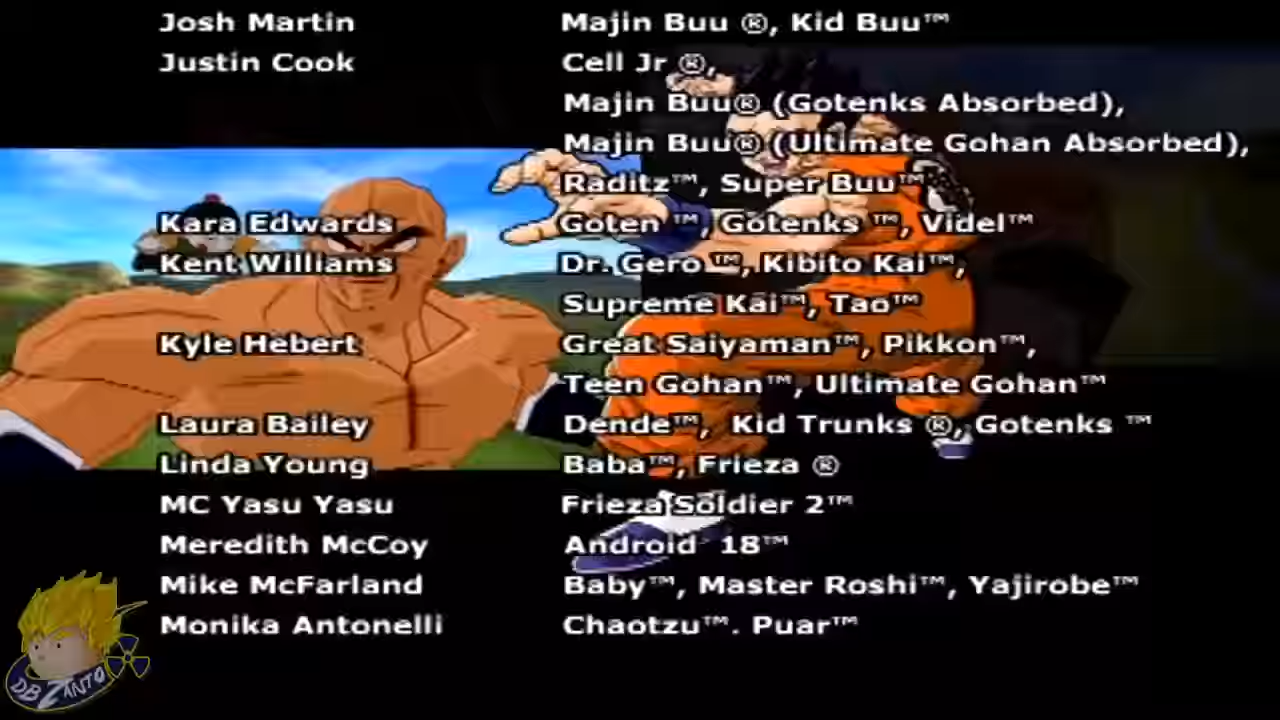 Josh Martin Majin Buu ®, Kid Buu™
Justin Cook Cell Jr ®,
Majin Buu® (Gotenks Absorbed),
Majin Buu® (Ultimate Gohan Absorbed),
Raditz™, Super Buu™
Kara Edwards Goten ™, Gotenks ™, Videl™
Kent Williams Dr. Gero ™, Kibito Kai™,
Supreme Kai™, Tao™
Kyle Hebert Great Saiyaman™, Pikkon™,
Teen Gohan™, Ultimate Gohan™
Laura Bailey Dende™, Kid Trunks ®, Gotenks ™
Linda Young Baba™, Frieza ®
MC Yasu Yasu Frieza Soldier 2™
Meredith McCoy Android 18™
Mike McFarland Baby™, Master Roshi™, Yajirobe™
Monika Antonelli Chaotzu™. Puar™
DBZANTO